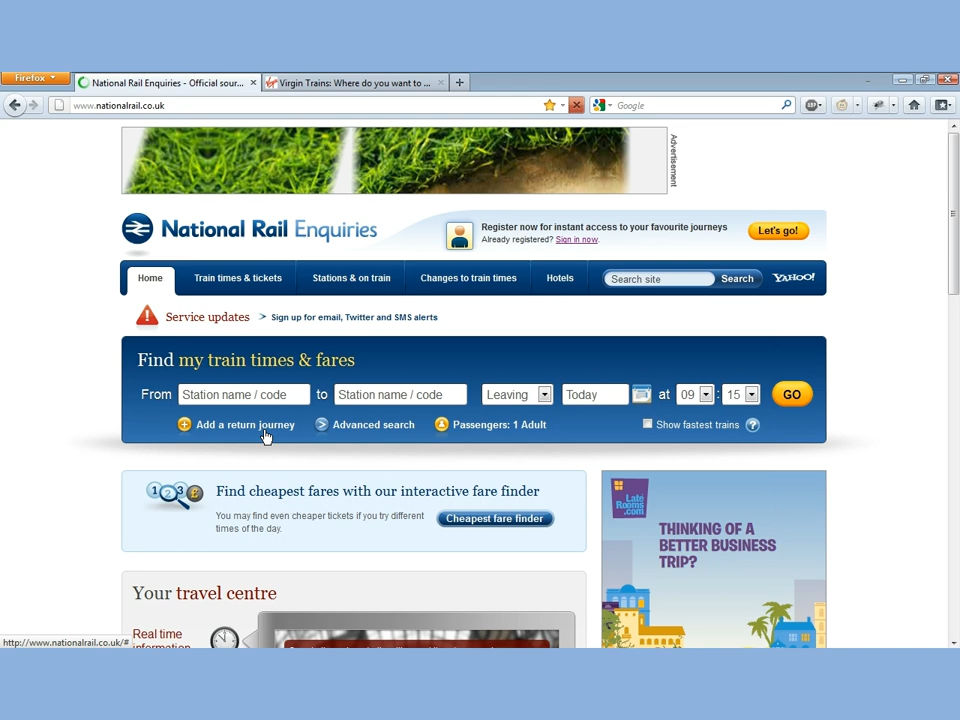 Firefox
National Rail Enquiries - Official sour...
Virgin Trains: Where do you want to ...
www.nationalrail.co.uk
Google
Advertisement
National Rail Enquiries
Register now for instant access to your favourite journeys
Already registered? Sign in now.
Let's go!
Home
Train times & tickets
Stations & on train
Changes to train times
Hotels
Search site
Search
YAHOO!
Service updates > Sign up for email, Twitter and SMS alerts
Find my train times & fares
From Station name / code to Station name / code Leaving Today at 09 : 15 GO
Add a return journey
Advanced search
Passengers: 1 Adult
Show fastest trains ?
1 2 3 £
Find cheapest fares with our interactive fare finder
You may find even cheaper tickets if you try different
times of the day.
Cheapest fare finder
Late
Rooms
.com
THINKING OF A
BETTER BUSINESS
TRIP?
Your travel centre
Real time
information
http://www.nationalrail.co.uk/#